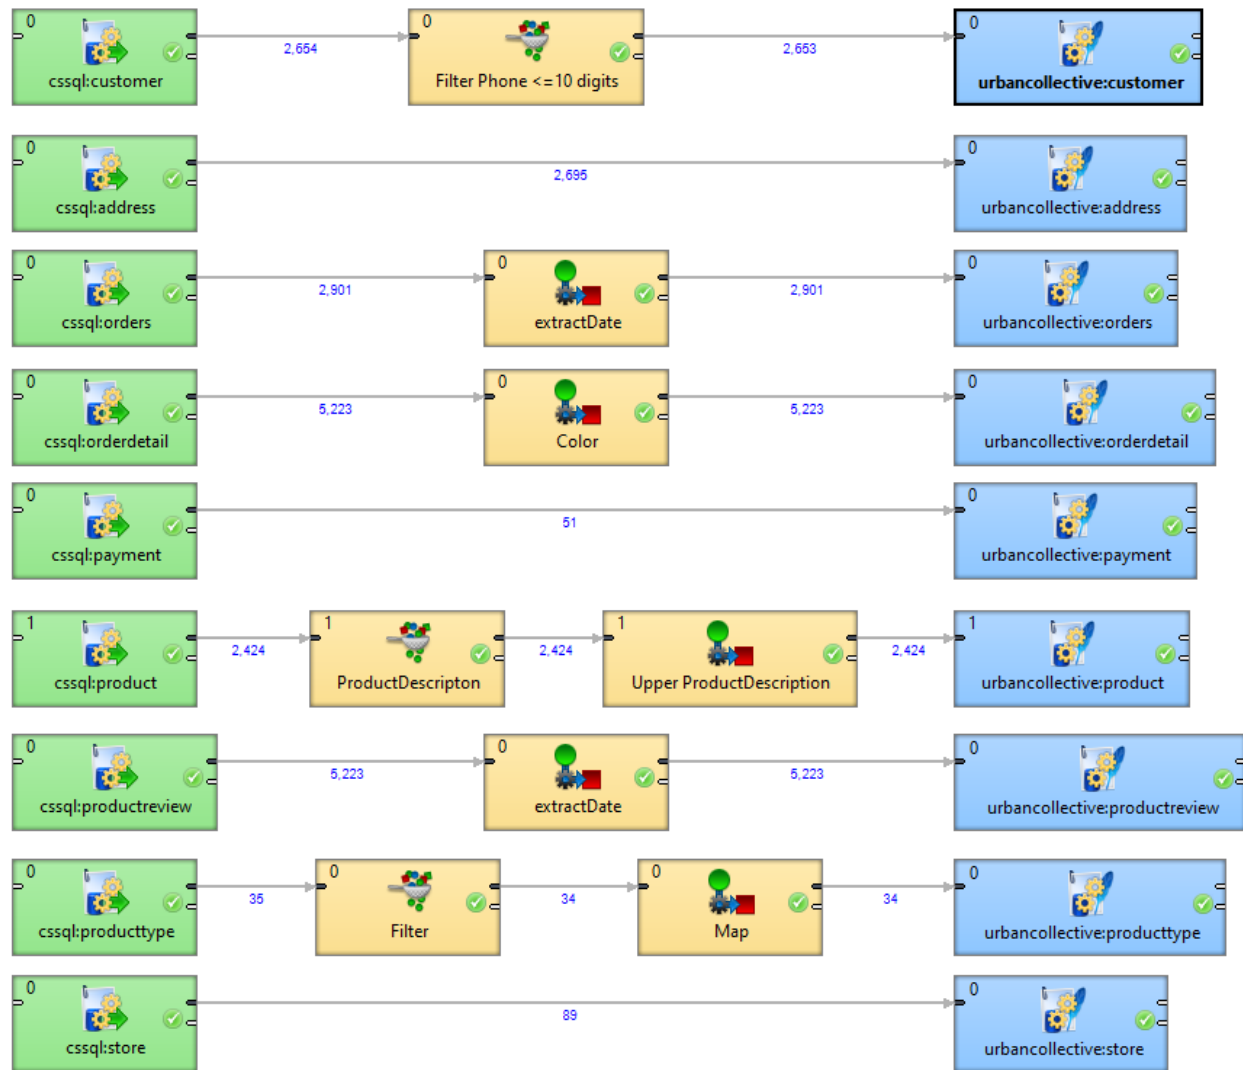 0 0 0
2,654 2,653
cssql:customer Filter Phone <=10 digits urbancollective:customer
0 0
2,695
cssql:address urbancollective:address
0 0 0
2,901 2,901
cssql:orders extractDate urbancollective:orders
0 0 0
5,223 5,223
cssql:orderdetail Color urbancollective:orderdetail
0 0
51
cssql:payment urbancollective:payment
1 1 1 1
2,424 2,424 2,424
cssql:product ProductDescripton Upper ProductDescription urbancollective:product
0 0 0
5,223 5,223
cssql:productreview extractDate urbancollective:productreview
0 0 0 0
35 34 34
cssql:producttype Filter Map urbancollective:producttype
0 0
89
cssql:store urbancollective:store